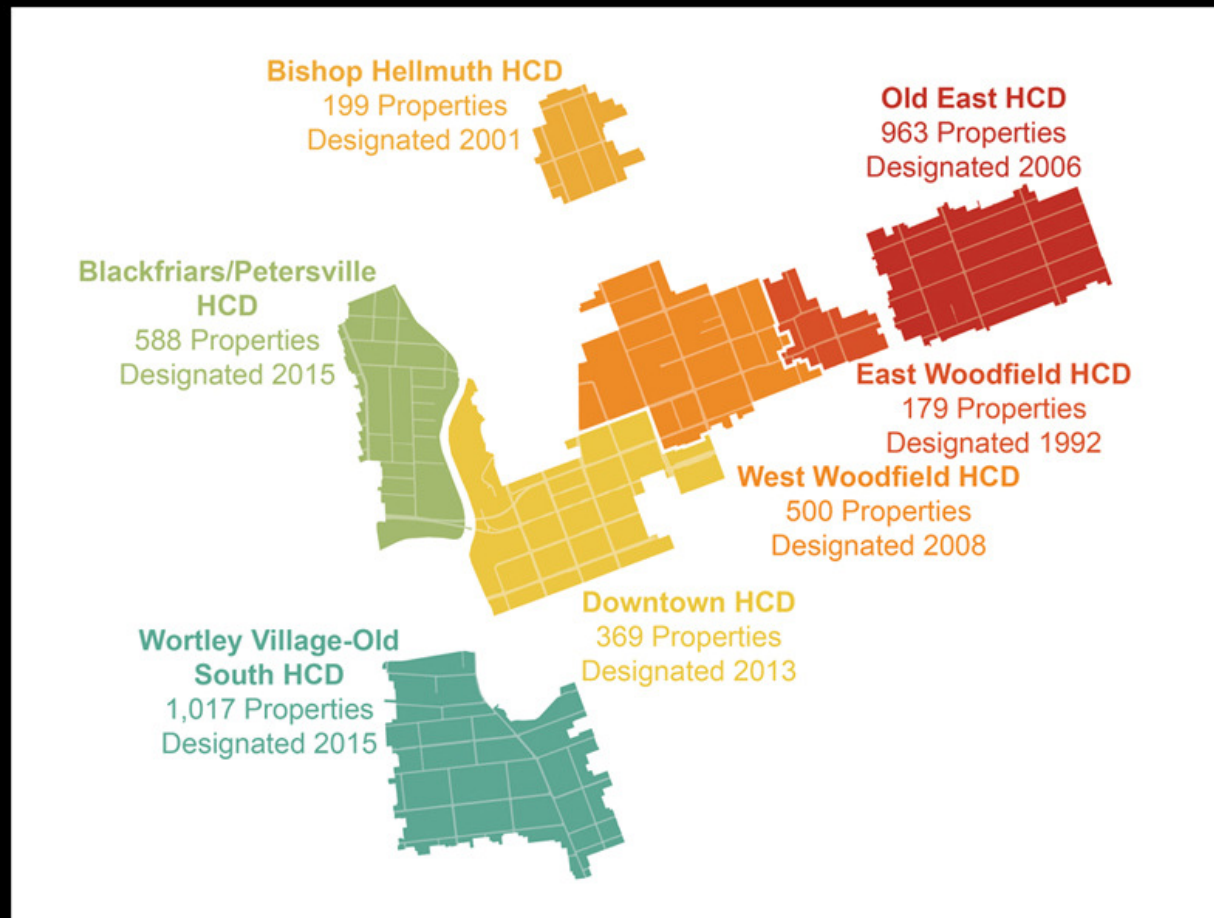 Bishop Hellmuth HCD
199 Properties
Designated 2001
Old East HCD
963 Properties
Designated 2006
Blackfriars/Petersville
HCD
588 Properties
Designated 2015
East Woodfield HCD
179 Properties
Designated 1992
West Woodfield HCD
500 Properties
Designated 2008
Downtown HCD
369 Properties
Designated 2013
Wortley Village-Old
South HCD
1,017 Properties
Designated 2015